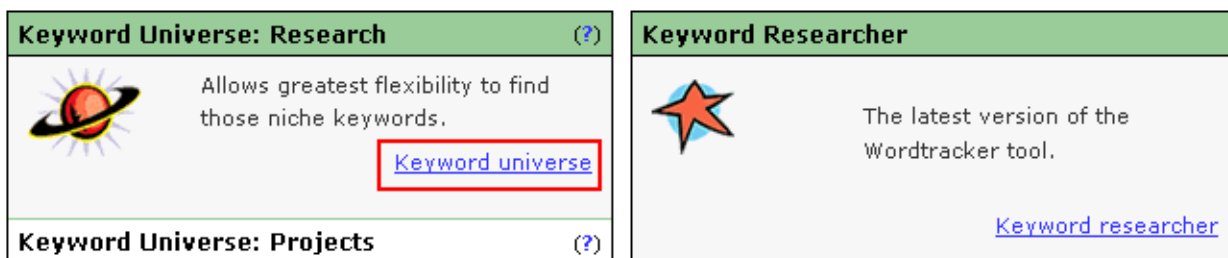 Keyword Universe: Research (?)
Allows greatest flexibility to find
those niche keywords.
Keyword universe
Keyword Universe: Projects (?)
Keyword Researcher
The latest version of the
Wordtracker tool.
Keyword researcher